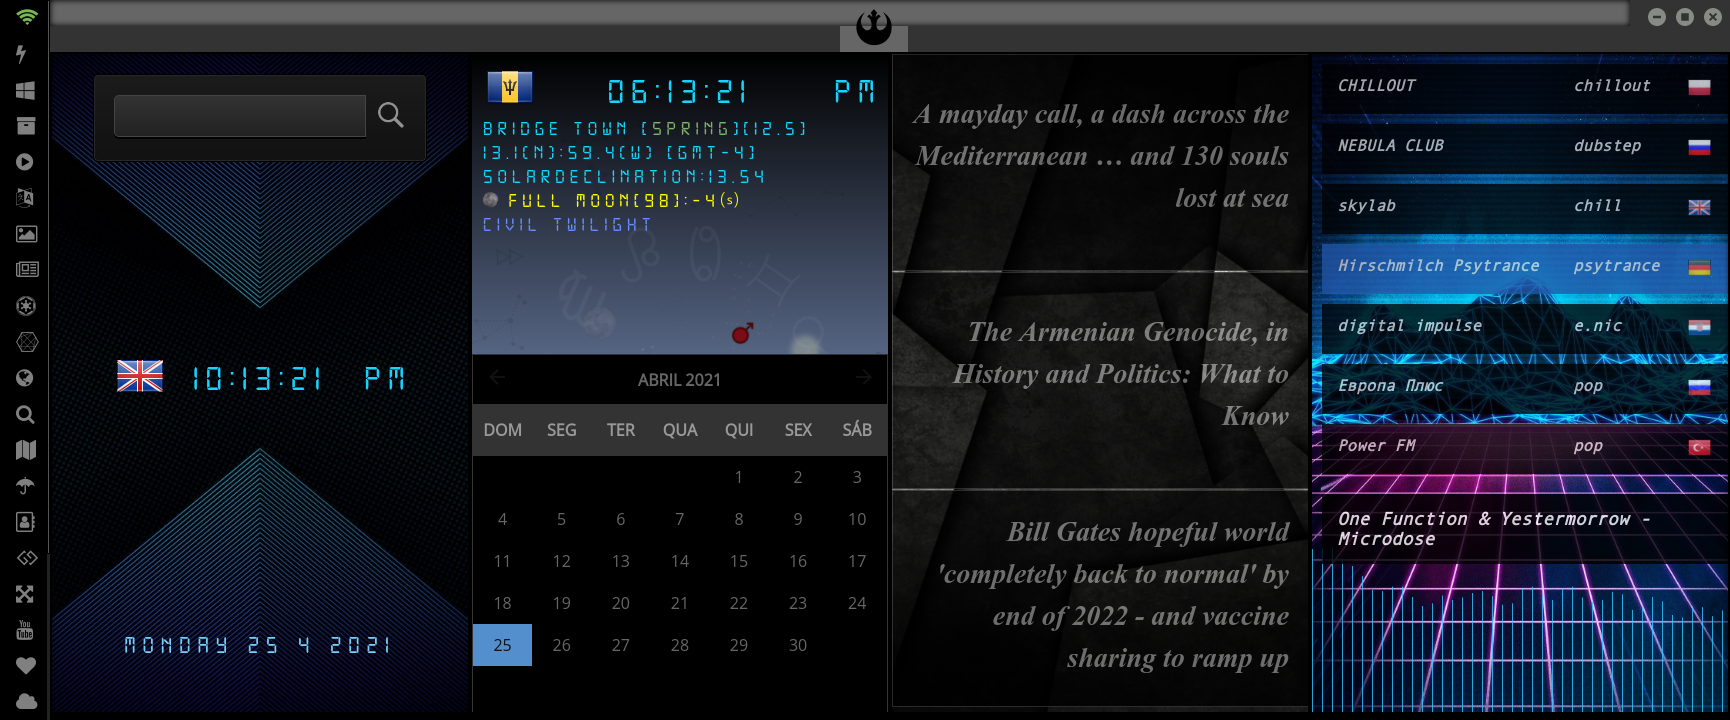 10:13:21 PM
MONDAY 25 4 2021
06:13:21 PM
BRIDGE TOWN [SPRING][12.5]
13.1(N):59.4(W) [GMT-4]
SOLARDECLINATION:13.54
FULL MOON[98]:-4(s)
CIVIL TWILIGHT
ABRIL 2021
DOM SEG TER QUA QUI SEX SÁB
1 2 3
4 5 6 7 8 9 10
11 12 13 14 15 16 17
18 19 20 21 22 23 24
25 26 27 28 29 30
A mayday call, a dash across the
Mediterranean … and 130 souls
lost at sea
The Armenian Genocide, in
History and Politics: What to
Know
Bill Gates hopeful world
'completely back to normal' by
end of 2022 - and vaccine
sharing to ramp up
CHILLOUT chillout
NEBULA CLUB dubstep
skylab chill
Hirschmilch Psytrance psytrance
digital impulse e.nic
Европа Плюс pop
Power FM pop
One Function & Yestermorrow -
Microdose
You
Tube